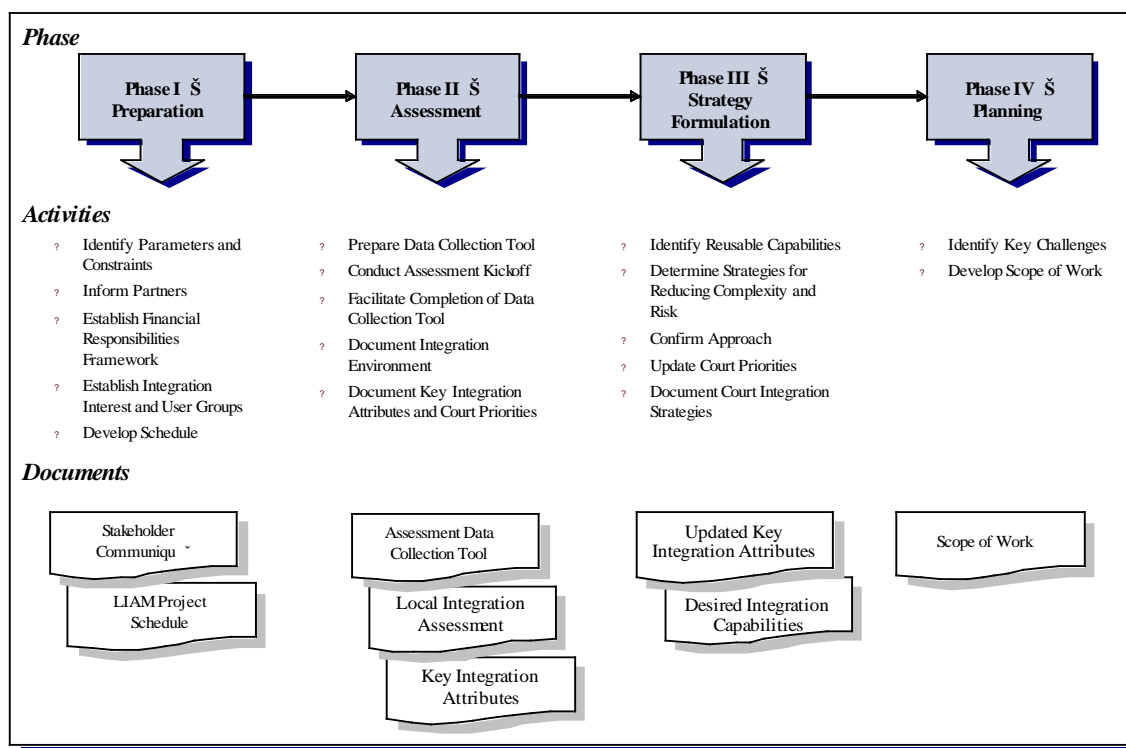 Phase
Phase I Š
Preparation
Phase II Š
Assessment
Phase III Š
Strategy
Formulation
Phase IV Š
Planning
Activities
? Identify Parameters and
Constraints
? Inform Partners
? Establish Financial
Responsibilities
Framework
? Establish Integration
Interest and User Groups
? Develop Schedule
? Prepare Data Collection Tool
? Conduct Assessment Kickoff
? Facilitate Completion of Data
Collection Tool
? Document Integration
Environment
? Document Key Integration
Attributes and Court Priorities
? Identify Reusable Capabilities
? Determine Strategies for
Reducing Complexity and
Risk
? Confirm Approach
? Update Court Priorities
? Document Court Integration
Strategies
? Identify Key Challenges
? Develop Scope of Work
Documents
Stakeholder
Communiqu ˇ
LIAM Project
Schedule
Assessment Data
Collection Tool
Local Integration
Assessment
Key Integration
Attributes
Updated Key
Integration Attributes
Desired Integration
Capabilities
Scope of Work